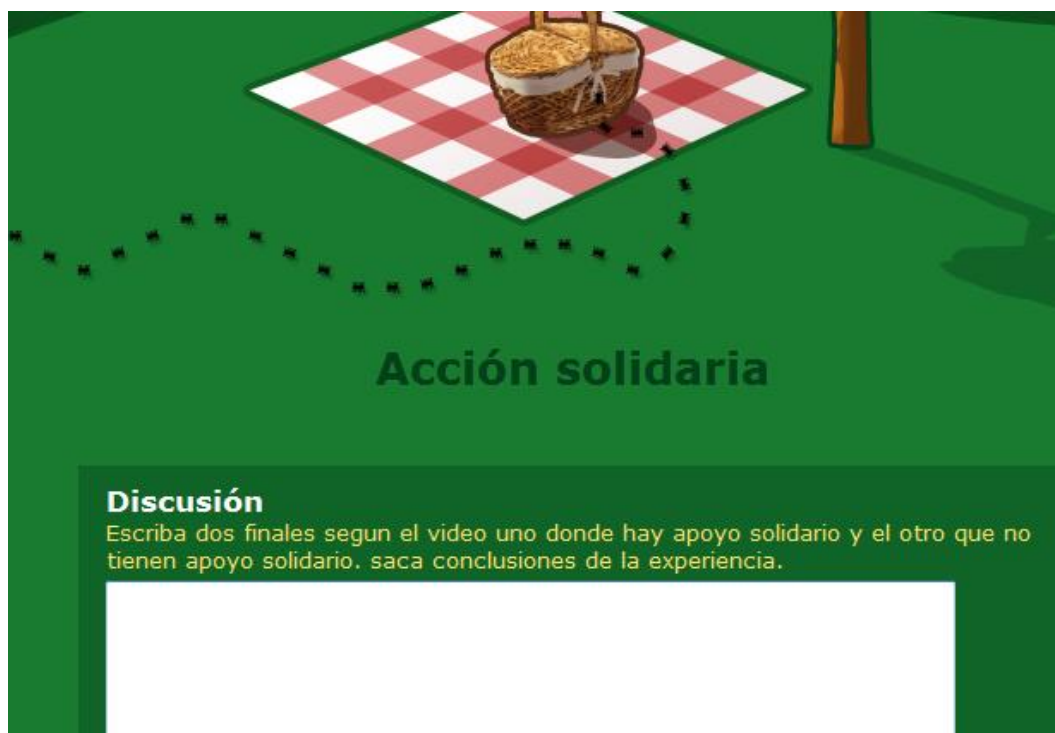 Acción solidaria
Discusión
Escriba dos finales segun el video uno donde hay apoyo solidario y el otro que no
tienen apoyo solidario. saca conclusiones de la experiencia.